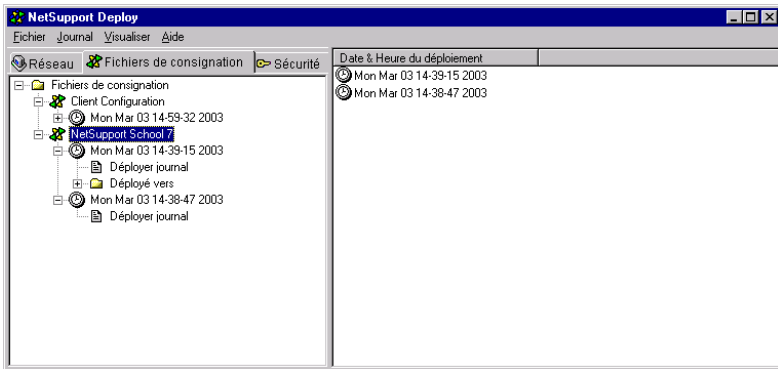 NetSupport Deploy
Fichier Journal Visualiser Aide
Réseau Fichiers de consignation Sécurité
Fichiers de consignation
Client Configuration
Mon Mar 03 14-59-32 2003
NetSupport School 7
Mon Mar 03 14-39-15 2003
Déployer journal
Déployé vers
Mon Mar 03 14-38-47 2003
Déployer journal
Date & Heure du déploiement
Mon Mar 03 14-39-15 2003
Mon Mar 03 14-38-47 2003